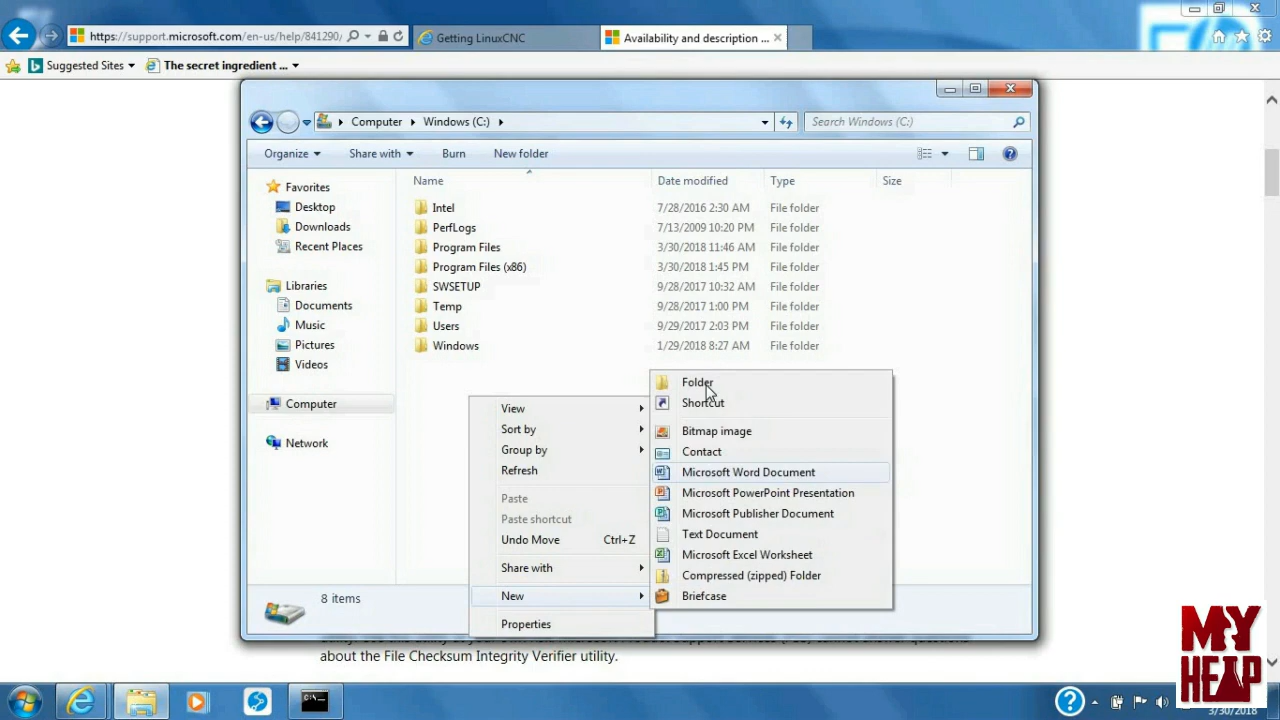 https://support.microsoft.com/en-us/help/841290/
Getting LinuxCNC
Availability and description ...
Suggested Sites
The secret ingredient ...
Computer
Windows (C:)
Search Windows (C:)
Organize
Share with
Burn
New folder
Name
Date modified
Type
Size
Favorites
Desktop
Downloads
Recent Places
Libraries
Documents
Music
Pictures
Videos
Computer
Network
Intel 7/28/2016 2:30 AM File folder
PerfLogs 7/13/2009 10:20 PM File folder
Program Files 3/30/2018 11:46 AM File folder
Program Files (x86) 3/30/2018 1:45 PM File folder
SWSETUP 9/28/2017 10:32 AM File folder
Temp 9/28/2017 1:00 PM File folder
Users 9/29/2017 2:03 PM File folder
Windows 1/29/2018 8:27 AM File folder
View
Sort by
Group by
Refresh
Paste
Paste shortcut
Undo Move Ctrl+Z
Share with
New
Properties
Folder
Shortcut
Bitmap image
Contact
Microsoft Word Document
Microsoft PowerPoint Presentation
Microsoft Publisher Document
Text Document
Microsoft Excel Worksheet
Compressed (zipped) Folder
Briefcase
8 items
about the File Checksum Integrity Verifier utility.
MY
HEAP
3/30/2018